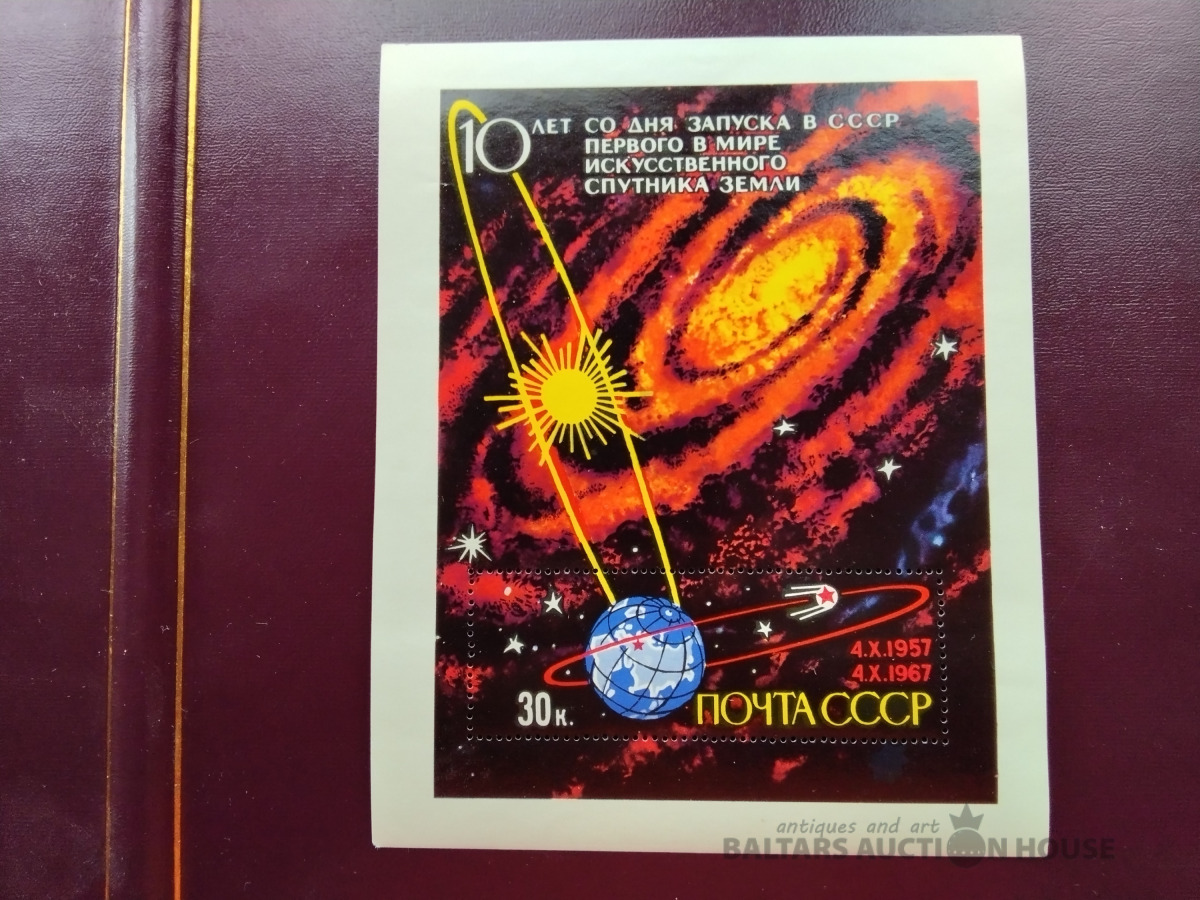 10 ЛЕТ СО ДНЯ ЗАПУСКА В СССР
ПЕРВОГО В МИРЕ
ИСКУССТВЕННОГО
СПУТНИКА ЗЕМЛИ
4.X.1957
4.X.1967
30 к. ПОЧТА СССР
antiques and art
BALTARS AUCTION HOUSE